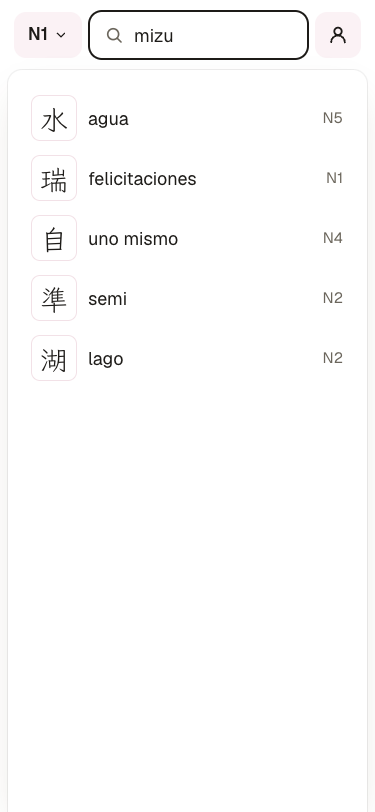 N1 mizu
水 agua N5
瑞 felicitaciones N1
自 uno mismo N4
準 semi N2
湖 lago N2